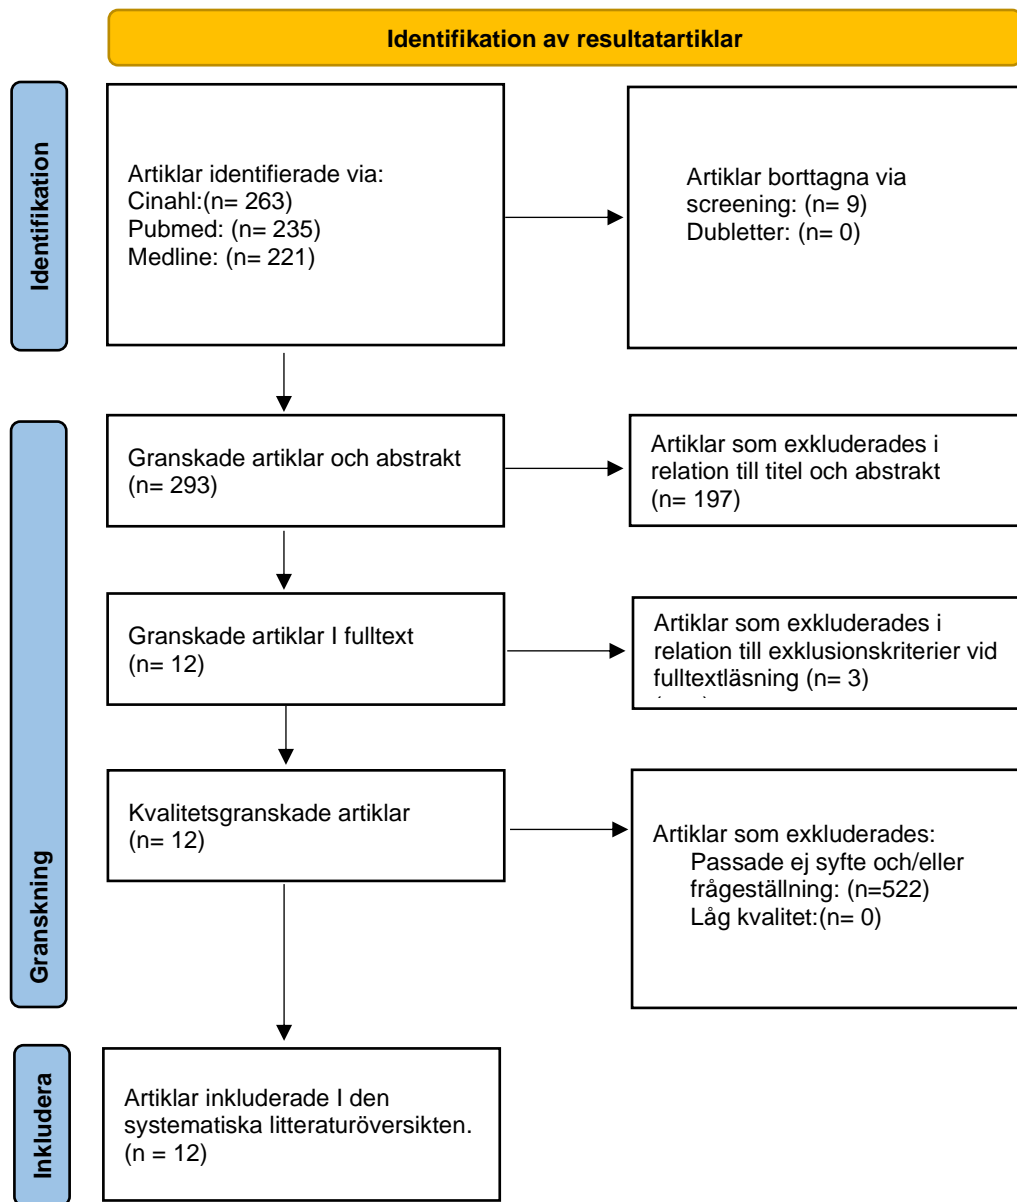 Identifikation av resultatartiklar
Identifikation
Artiklar identifierade via:
Cinahl:(n= 263)
Pubmed: (n= 235)
Medline: (n= 221)
Artiklar borttagna via
screening: (n= 9)
Dubletter: (n= 0)
Granskning
Granskade artiklar och abstrakt
(n= 293)
Artiklar som exkluderades i
relation till titel och abstrakt
(n= 197)
Granskade artiklar I fulltext
(n= 12)
Artiklar som exkluderades i
relation till exklusionskriterier vid
fulltextläsning (n= 3)
Kvalitetsgranskade artiklar
(n= 12)
Artiklar som exkluderades:
Passade ej syfte och/eller
frågeställning: (n=522)
Låg kvalitet:(n= 0)
Inkludera
Artiklar inkluderade I den
systematiska litteraturöversikten.
(n = 12)